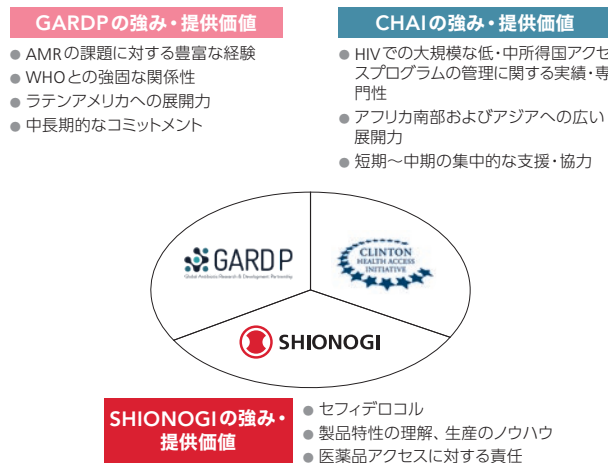 GARDPの強み・提供価値
● AMRの課題に対する豊富な経験
● WHOとの強固な関係性
● ラテンアメリカへの展開力
● 中長期的なコミットメント
CHAIの強み・提供価値
● HIVでの大規模な低・中所得国アクセ
スプログラムの管理に関する実績・専
門性
● アフリカ南部およびアジアへの広い
展開力
● 短期～中期の集中的な支援・協力
GARDP
Global Antibiotic Research & Development Partnership
CLINTON
HEALTH ACCESS
INITIATIVE
SHIONOGI
SHIONOGIの強み・
提供価値
● セフィデロコル
● 製品特性の理解、生産のノウハウ
● 医薬品アクセスに対する責任